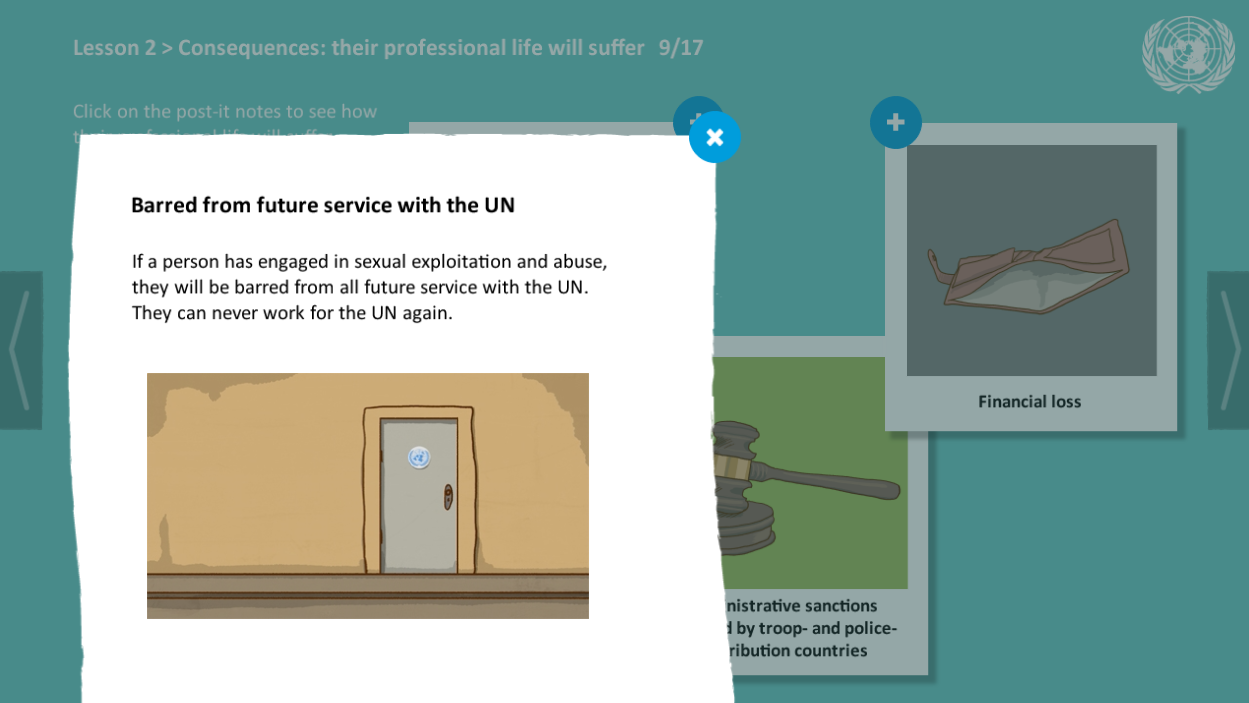 Lesson 2 > Consequences: their professional life will suffer 9/17
Click on the post-it notes to see how
Barred from future service with the UN
If a person has engaged in sexual exploitation and abuse,
they will be barred from all future service with the UN.
They can never work for the UN again.
Financial loss
nistrative sanctions
d by troop- and police-
ribution countries